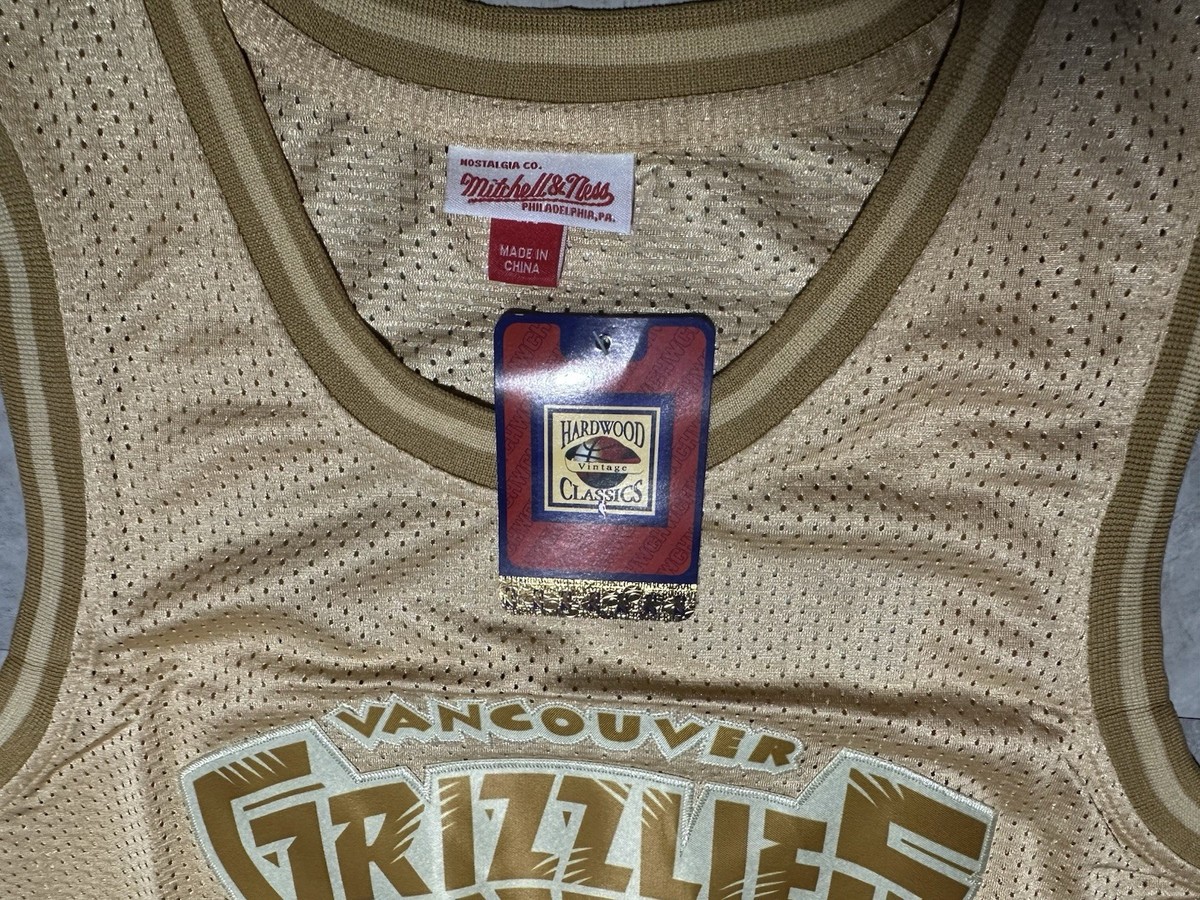 NOSTALGIA CO.
Mitchell & Ness
PHILADELPHIA, PA.
MADE IN
CHINA
HARDWOOD
Vintage
CLASSICS
VANCOUVER
GRIZZLIES